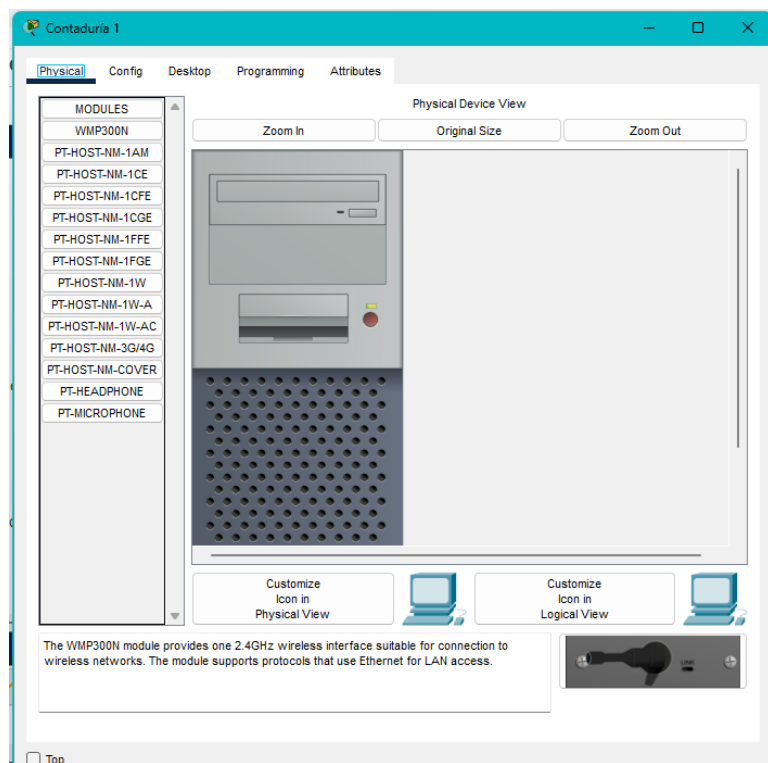 Contaduría 1
Physical Config Desktop Programming Attributes
MODULES
WMP300N
PT-HOST-NM-1AM
PT-HOST-NM-1CE
PT-HOST-NM-1CFE
PT-HOST-NM-1CGE
PT-HOST-NM-1FFE
PT-HOST-NM-1FGE
PT-HOST-NM-1W
PT-HOST-NM-1W-A
PT-HOST-NM-1W-AC
PT-HOST-NM-3G/4G
PT-HOST-NM-COVER
PT-HEADPHONE
PT-MICROPHONE
Physical Device View
Zoom In Original Size Zoom Out
Customize
Icon in
Physical View
Customize
Icon in
Logical View
The WMP300N module provides one 2.4GHz wireless interface suitable for connection to
wireless networks. The module supports protocols that use Ethernet for LAN access.
LINK
Top